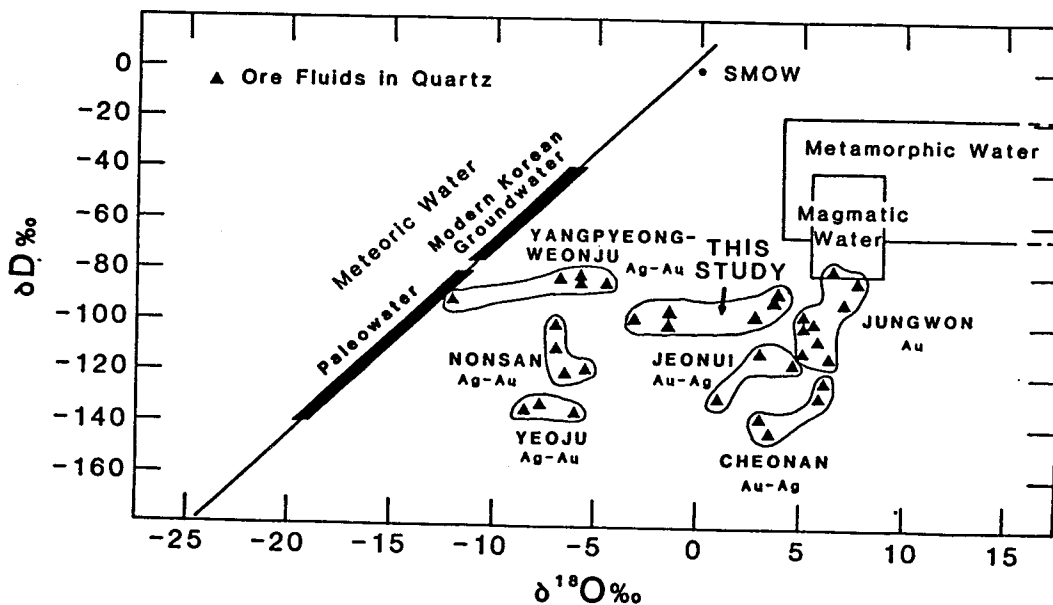 0
-20
-40
-60
-80
-100
-120
-140
-160
δD‰
▲ Ore Fluids in Quartz
• SMOW
Metamorphic Water
Magmatic
Water
Meteoric Water
Modern Korean
Groundwater
Paleowater
YANGPYEONG-
WEONJU
Ag-Au
THIS
STUDY
NONSAN
Ag-Au
YEOJU
Ag-Au
JEONUI
Au-Ag
JUNGWON
Au
CHEONAN
Au-Ag
-25 -20 -15 -10 -5 0 5 10 15
δ¹⁸O‰